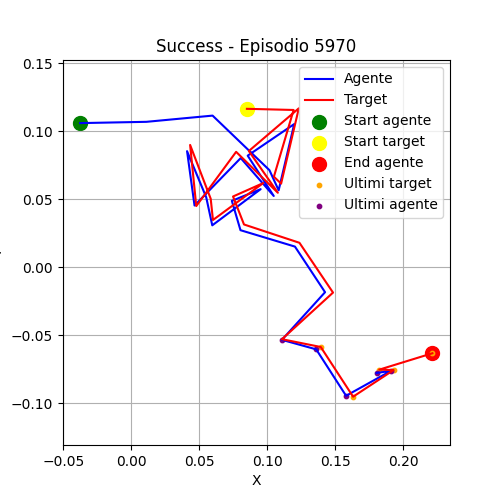 Success - Episodio 5970
0.15
0.10
0.05
0.00
−0.05
−0.10
−0.05
0.00
0.05
0.10
0.15
0.20
X
Agente
Target
Start agente
Start target
End agente
Ultimi target
Ultimi agente